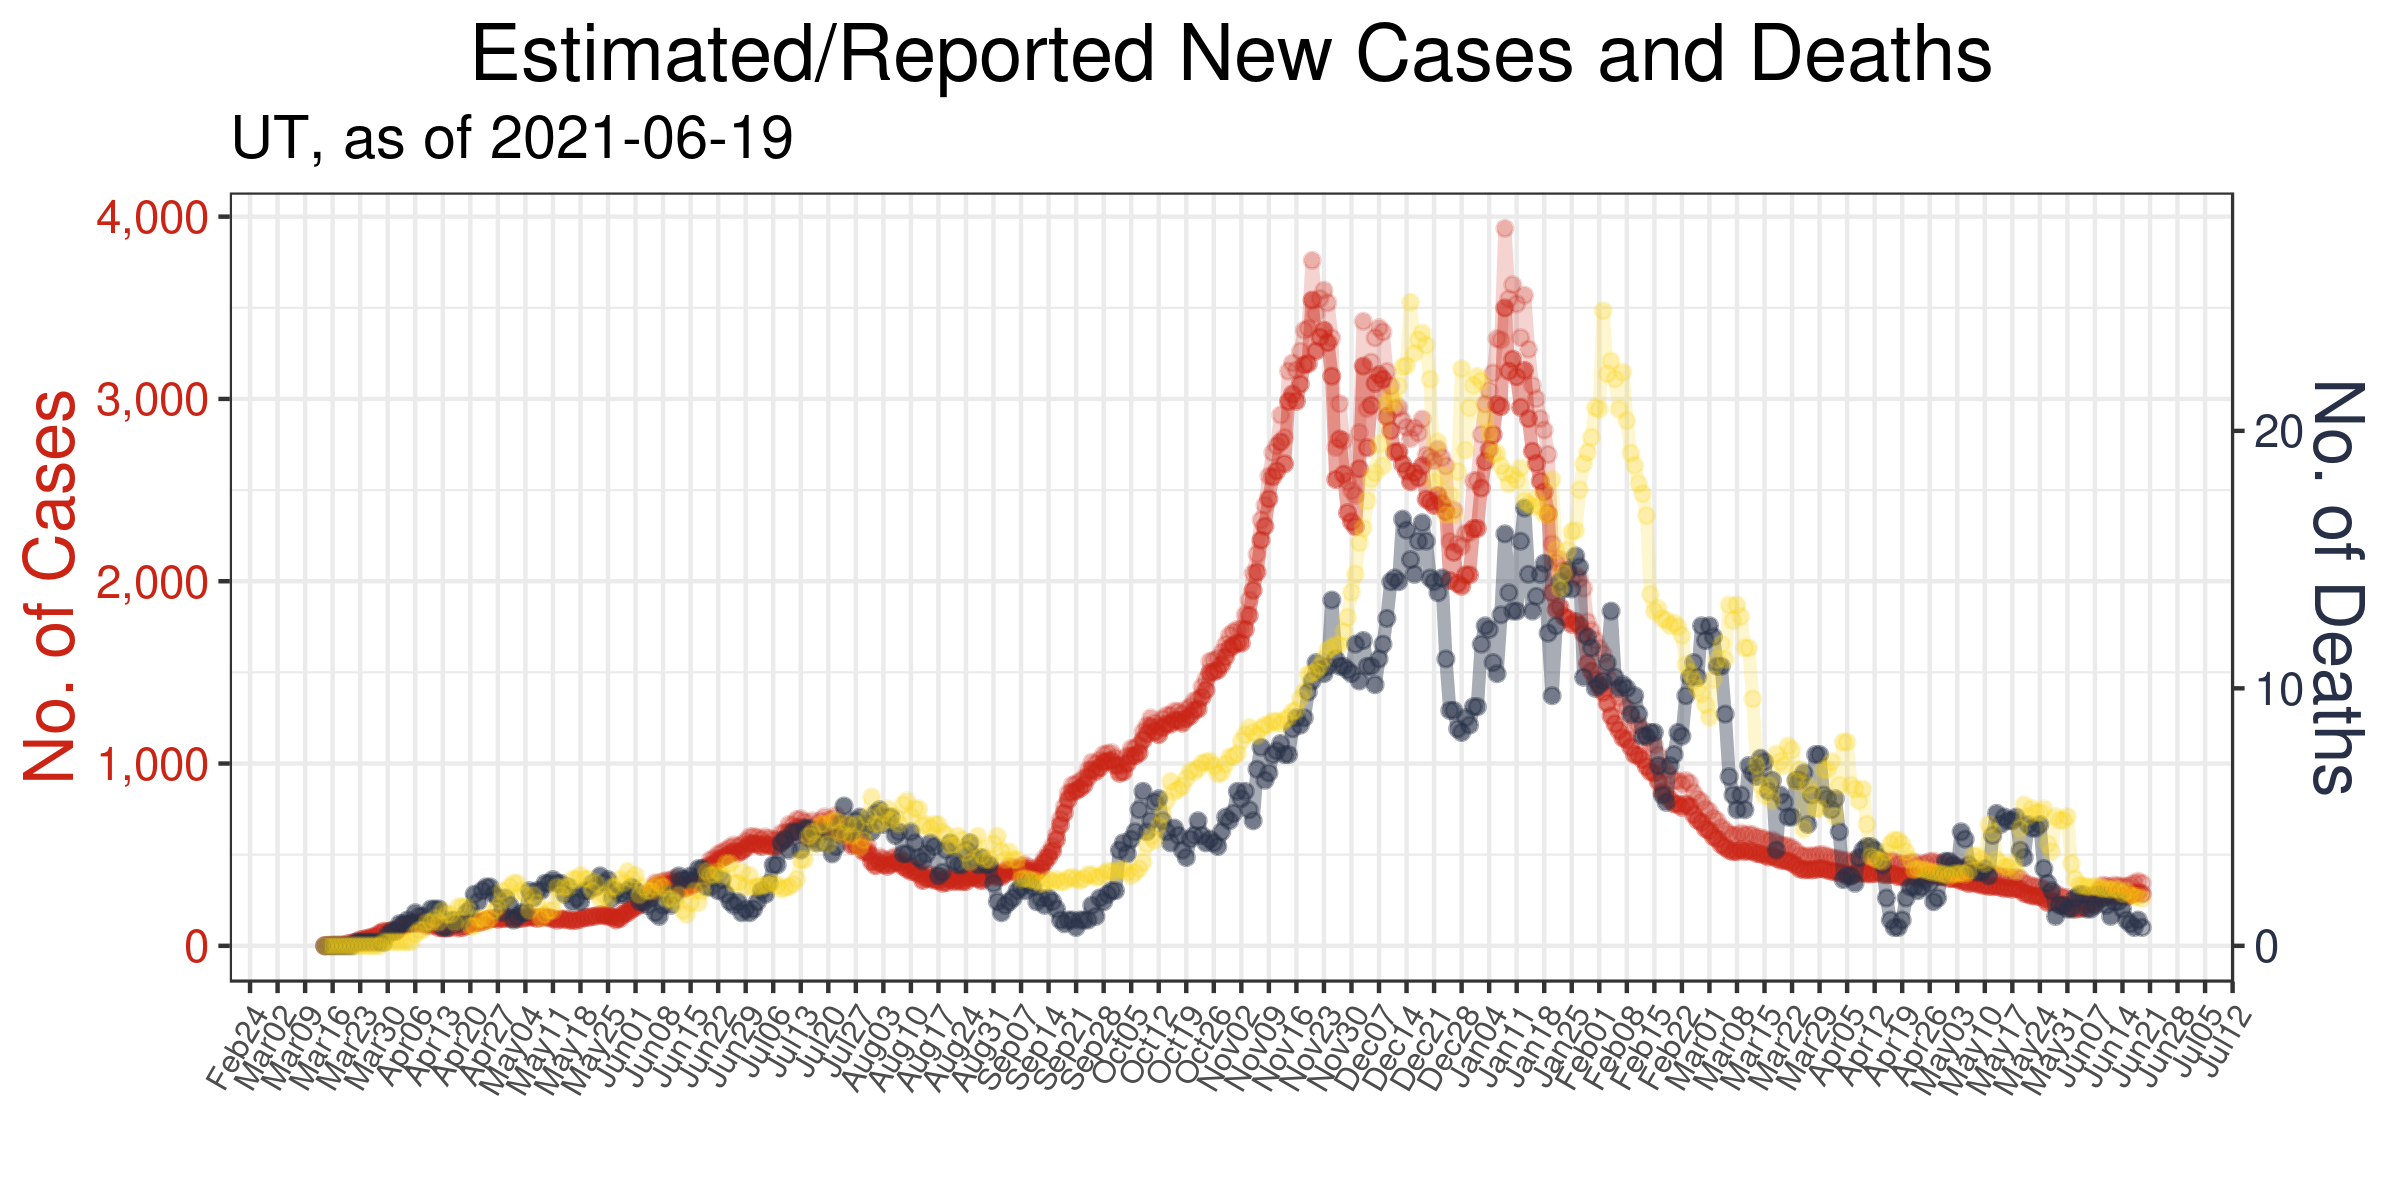 Estimated/Reported New Cases and Deaths
UT, as of 2021-06-19
No. of Cases
4,000
3,000
2,000
1,000
0
No. of Deaths
20
10
0
Feb24
Mar02
Mar09
Mar16
Mar23
Mar30
Apr06
Apr13
Apr20
Apr27
May04
May11
May18
May25
Jun01
Jun08
Jun15
Jun22
Jun29
Jul06
Jul13
Jul20
Jul27
Aug03
Aug10
Aug17
Aug24
Aug31
Sep07
Sep14
Sep21
Sep28
Oct05
Oct12
Oct19
Oct26
Nov02
Nov09
Nov16
Nov23
Nov30
Dec07
Dec14
Dec21
Dec28
Jan04
Jan11
Jan18
Jan25
Feb01
Feb08
Feb15
Feb22
Mar01
Mar08
Mar15
Mar22
Mar29
Apr05
Apr12
Apr19
Apr26
May03
May10
May17
May24
May31
Jun07
Jun14
Jun21
Jun28
Jul05
Jul12